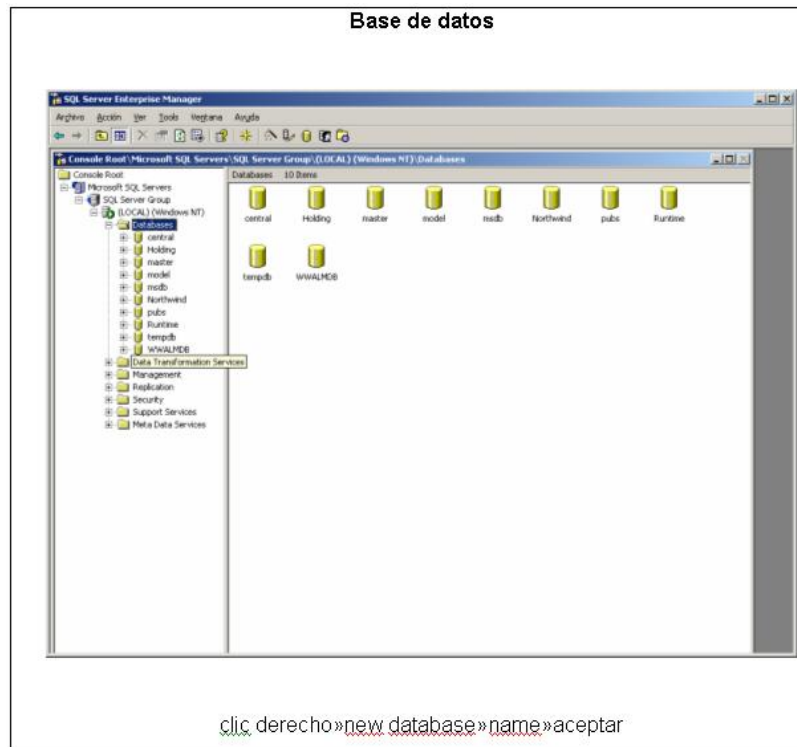 Base de datos
SQL Server Enterprise Manager
Archivo Acción Ver Tools Ventana Ayuda
Console Root\Microsoft SQL Servers\SQL Server Group\(LOCAL) (Windows NT)\Databases
Console Root
Microsoft SQL Servers
SQL Server Group
(LOCAL) (Windows NT)
Databases
central
Holding
master
model
msdb
Northwind
pubs
Runtime
tempdb
WWALMDB
Data Transformation Services
Management
Replication
Security
Support Services
Meta Data Services
Databases 10 Items
central Holding master model msdb Northwind pubs Runtime
tempdb WWALMDB
clic derecho»new database»name»aceptar